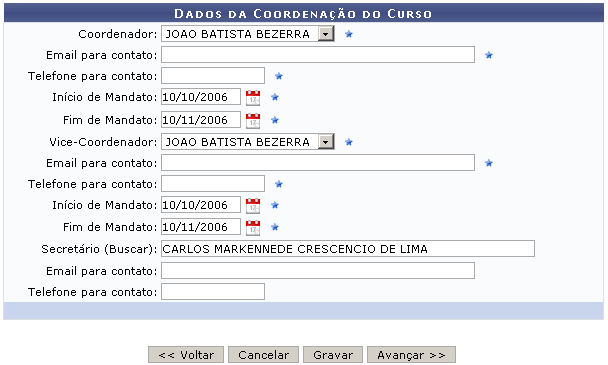 Dados da Coordenação do Curso
Coordenador: JOAO BATISTA BEZERRA
Email para contato:
Telefone para contato:
Início de Mandato: 10/10/2006
Fim de Mandato: 10/11/2006
Vice-Coordenador: JOAO BATISTA BEZERRA
Email para contato:
Telefone para contato:
Início de Mandato: 10/10/2006
Fim de Mandato: 10/11/2006
Secretário (Buscar): CARLOS MARKENNEDE CRESCENCIO DE LIMA
Email para contato:
Telefone para contato:
<< Voltar Cancelar Gravar Avançar >>